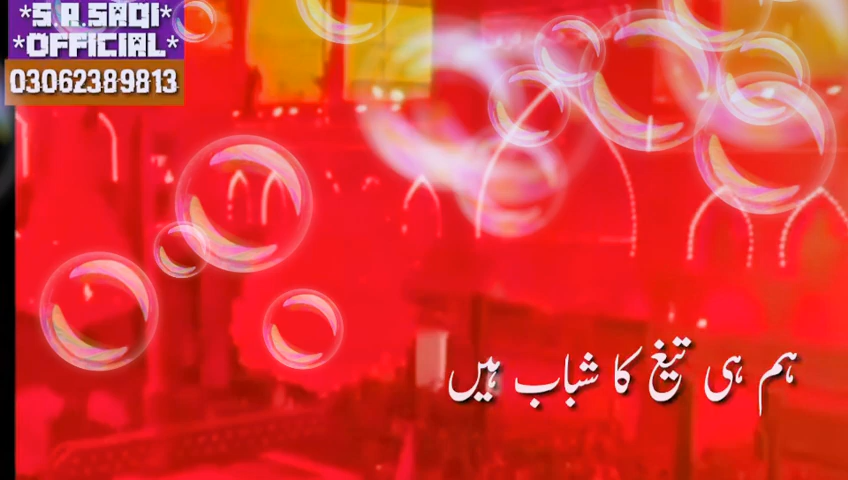 *S.R.SAQI*
*OFFICIAL*
03062389813
ہم ہی تیغ کا شباب ہیں